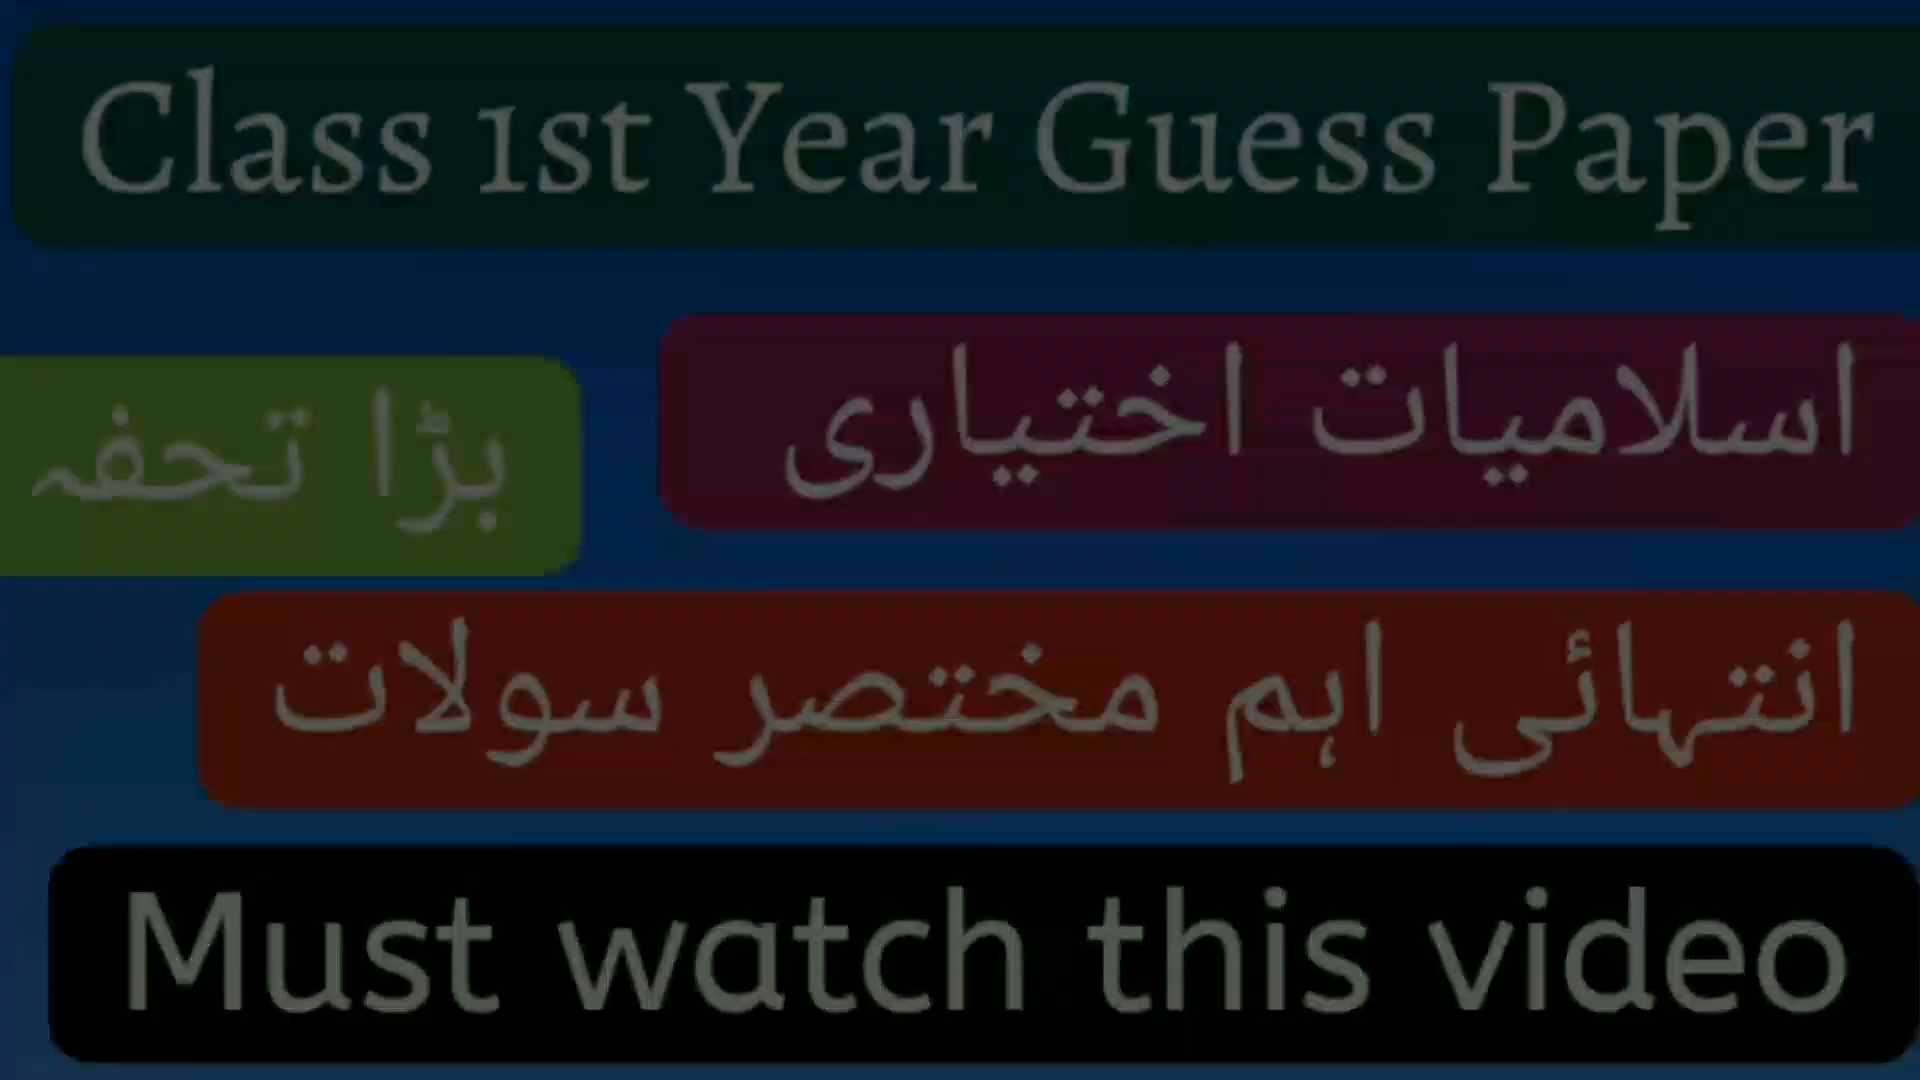 Class 1st Year Guess Paper
اسلامیات اختیاری
بڑا تحفہ
انتہائی اہم مختصر سولات
Must watch this video